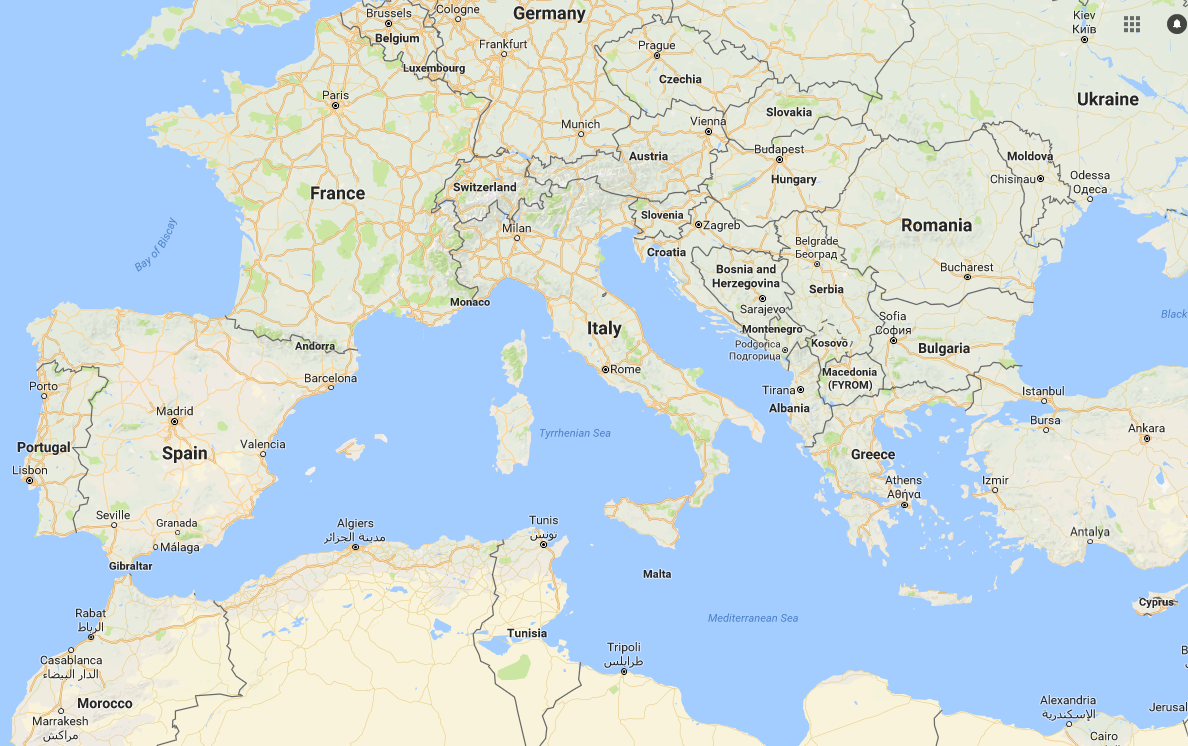 Brussels
Cologne
Germany
Kiev
Київ
Belgium
Frankfurt
Prague
Luxembourg
Czechia
Paris
Ukraine
Slovakia
Munich
Vienna
Budapest
Austria
Moldova
Hungary
Chisinau
Odessa
Одеса
France
Switzerland
Slovenia
Zagreb
Romania
Milan
Bay of Biscay
Croatia
Belgrade
Београд
Bosnia and
Herzegovina
Bucharest
Serbia
Monaco
Sarajevo
Black
Italy
Montenegro
Sofia
София
Andorra
Podgorica
Подгорица
Kosovo
Bulgaria
Rome
Macedonia
(FYROM)
Barcelona
Porto
Tirana
Istanbul
Madrid
Albania
Bursa
Ankara
Tyrrhenian Sea
Portugal
Spain
Valencia
Greece
Lisbon
Athens
Αθήνα
Izmir
Seville
Granada
Algiers
مدينة الجزائر
Tunis
تونس
Antalya
Málaga
Gibraltar
Malta
Cyprus
Rabat
الرباط
Mediterranean Sea
Tunisia
Tripoli
طرابلس
Casablanca
الدار البيضاء
Morocco
Alexandria
الإسكندرية
Jerusal
Marrakesh
مراكش
Cairo